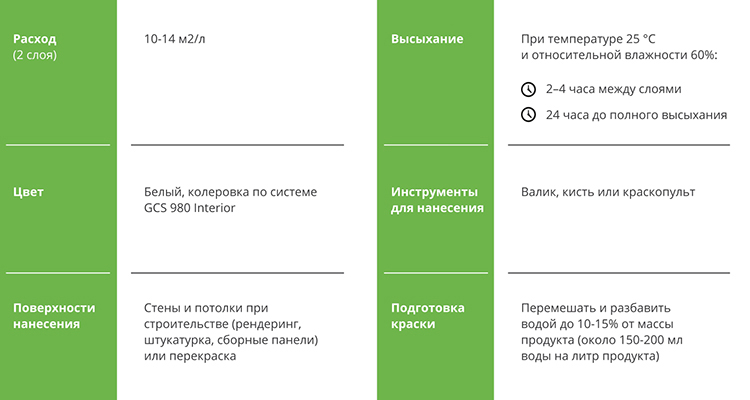 Расход
(2 слоя)
10-14 м2/л
Цвет
Белый, колеровка по системе
GCS 980 Interior
Поверхности
нанесения
Стены и потолки при
строительстве (рендеринг,
штукатурка, сборные панели)
или перекраска
Высыхание
При температуре 25 °C
и относительной влажности 60%:
2–4 часа между слоями
24 часа до полного высыхания
Инструменты
для нанесения
Валик, кисть или краскопульт
Подготовка
краски
Перемешать и разбавить
водой до 10-15% от массы
продукта (около 150-200 мл
воды на литр продукта)